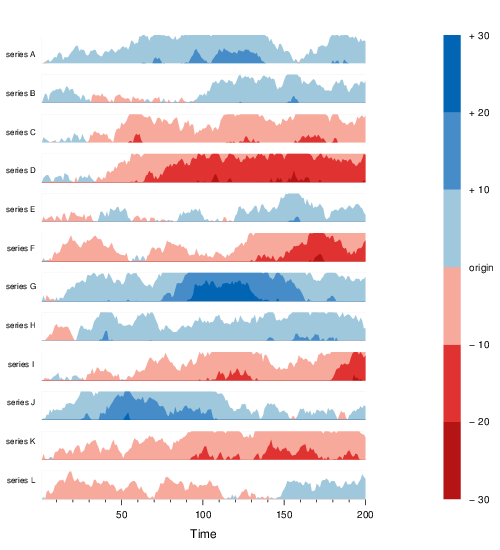 series A
series B
series C
series D
series E
series F
series G
series H
series I
series J
series K
series L
50 100 150 200
Time
+ 30
+ 20
+ 10
origin
− 10
− 20
− 30